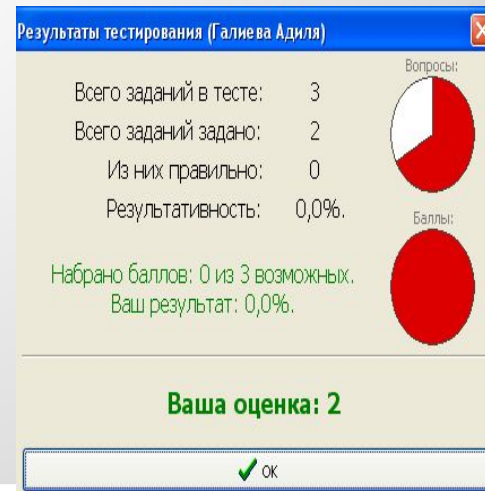 Результаты тестирования (Галиева Адиля)
Вопросы:
Всего заданий в тесте: 3
Всего заданий задано: 2
Из них правильно: 0
Результативность: 0,0%.
Баллы:
Набрано баллов: 0 из 3 возможных.
Ваш результат: 0,0%.
Ваша оценка: 2
ОК